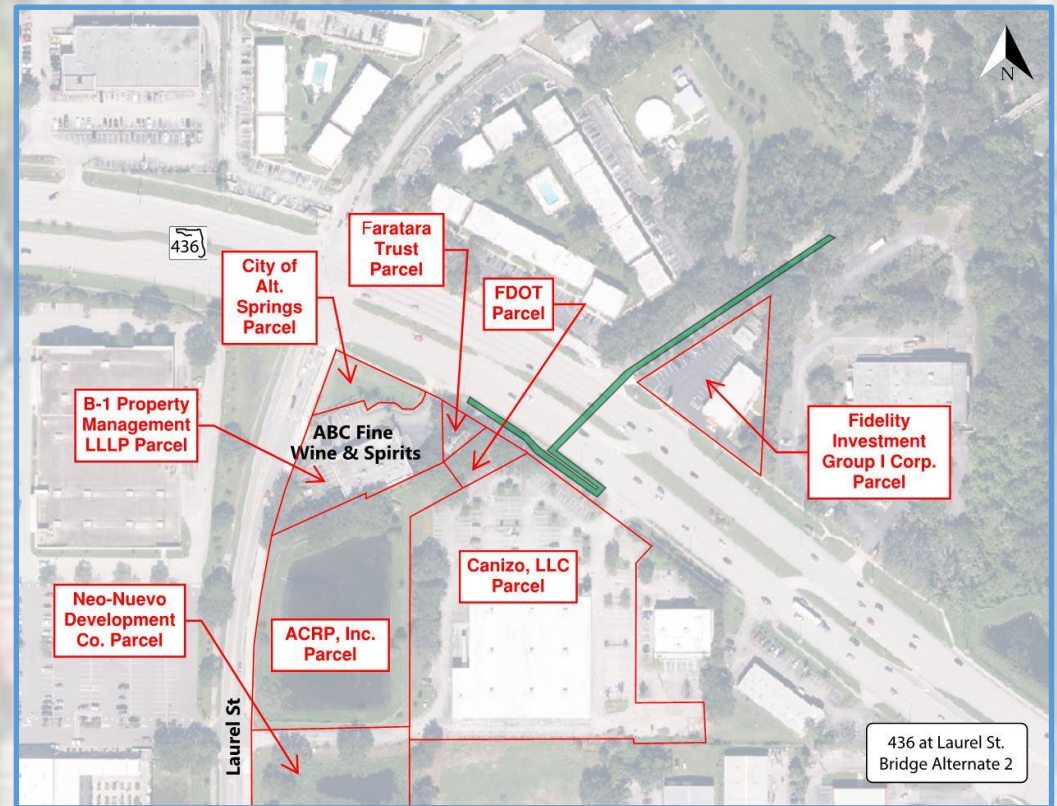 N
436
Faratara
Trust
Parcel
City of
Alt.
Springs
Parcel
FDOT
Parcel
B-1 Property
Management
LLLP Parcel
ABC Fine
Wine & Spirits
Fidelity
Investment
Group I Corp.
Parcel
Canizo, LLC
Parcel
Neo-Nuevo
Development
Co. Parcel
ACRP, Inc.
Parcel
Laurel St
436 at Laurel St.
Bridge Alternate 2